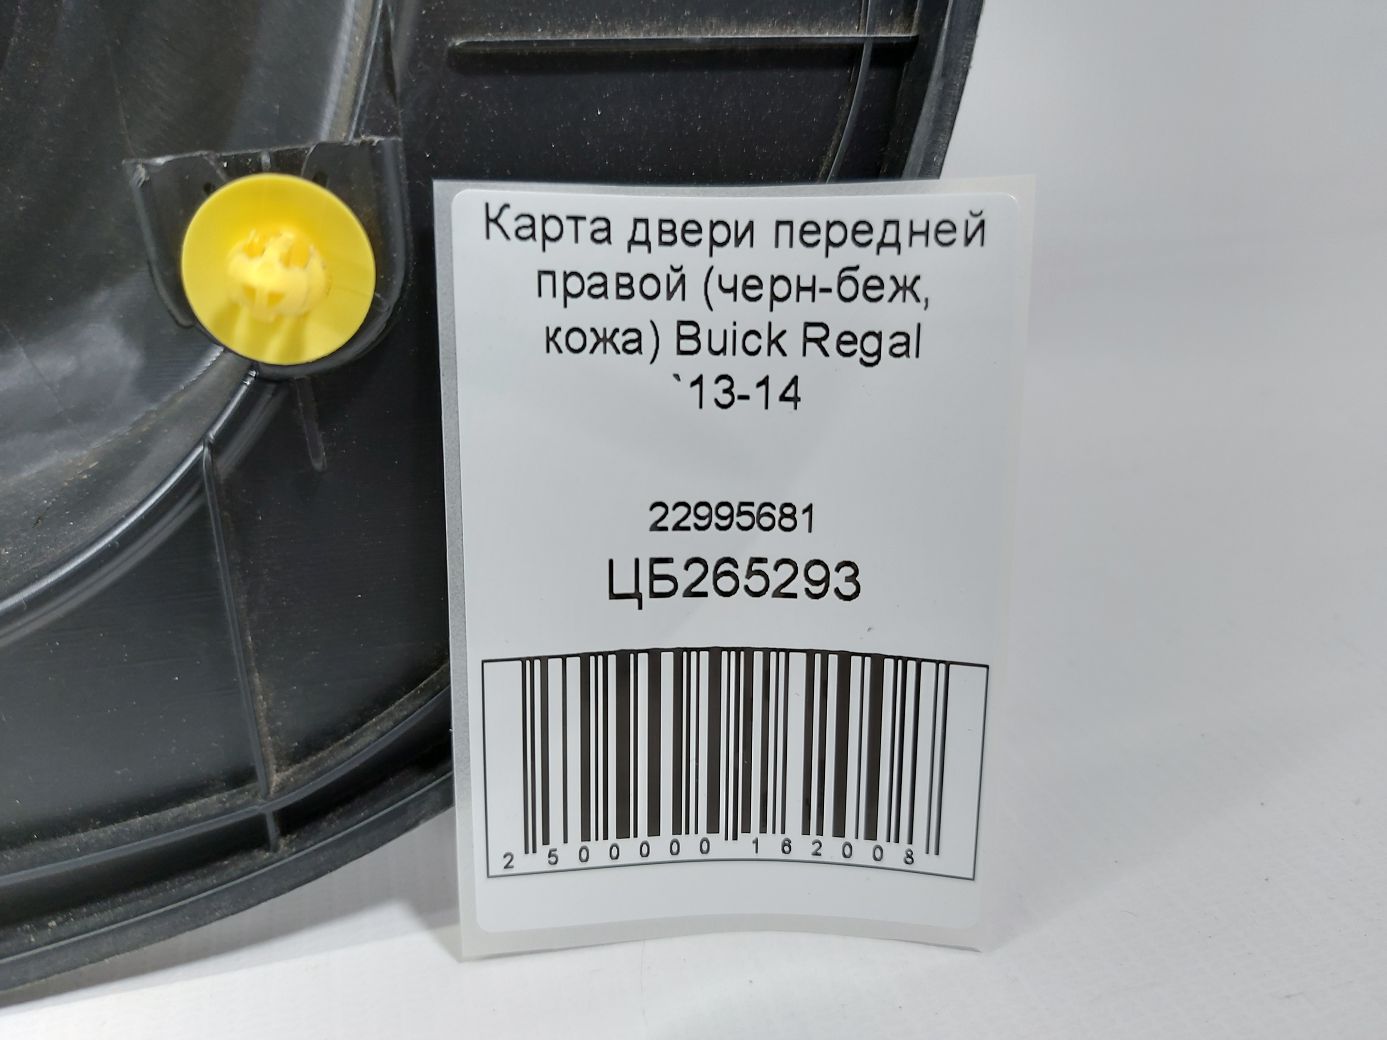 Карта двери передней
правой (черн-беж,
кожа) Buick Regal
`13-14
22995681
ЦБ265293
2 500000 162008